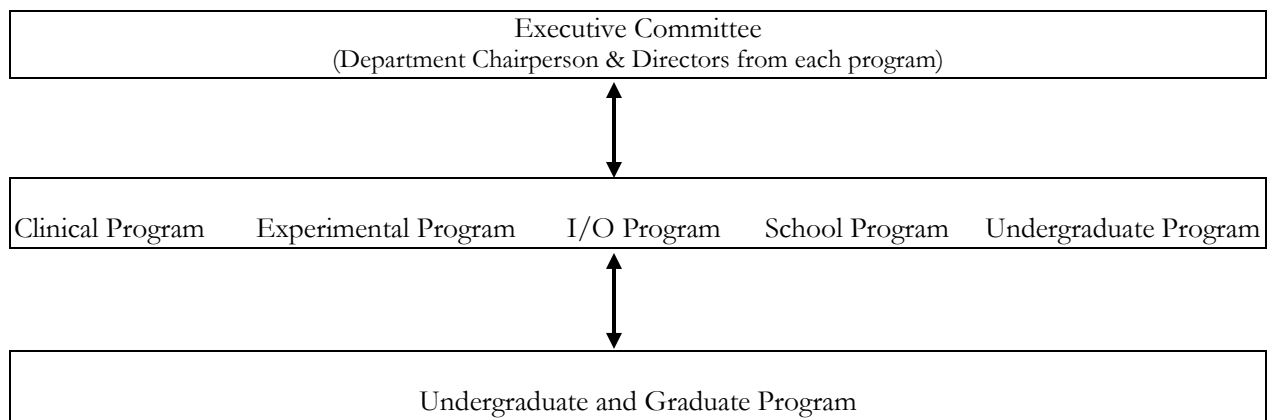 Executive Committee
(Department Chairperson & Directors from each program)
Clinical Program Experimental Program I/O Program School Program Undergraduate Program
Undergraduate and Graduate Program